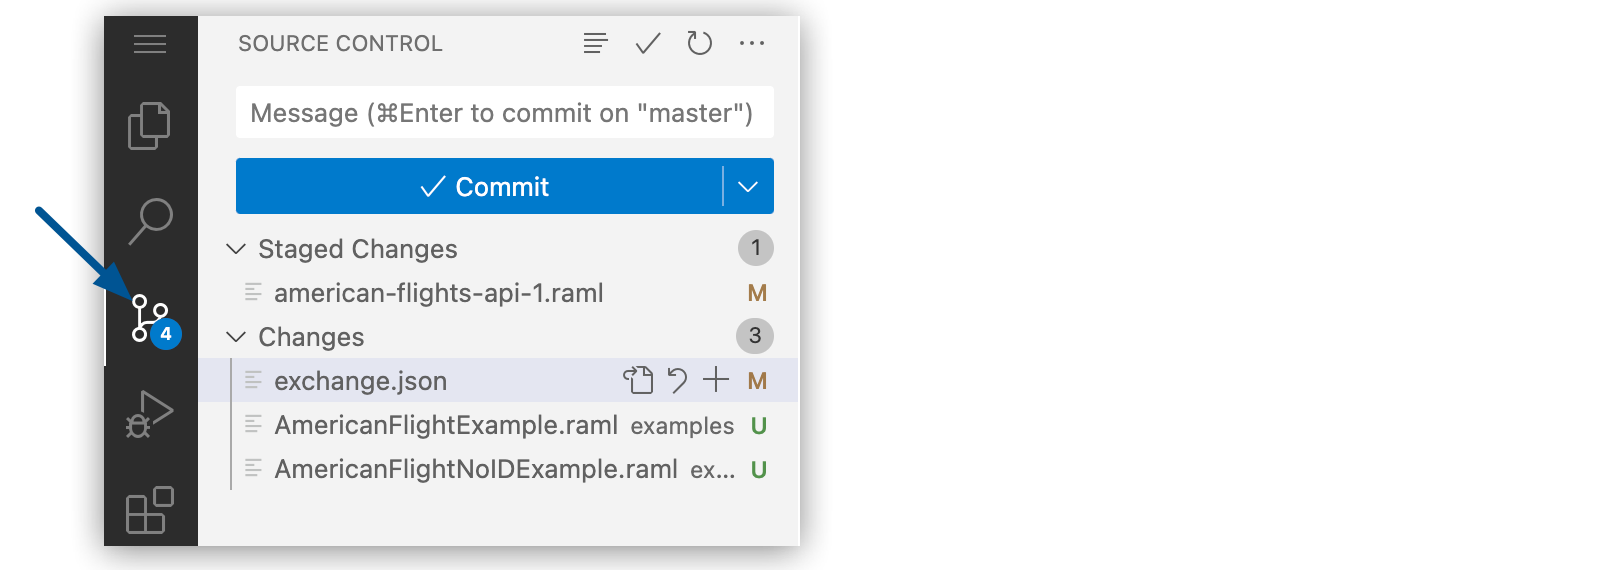 SOURCE CONTROL
Message (⌘Enter to commit on "master")
Commit
Staged Changes 1
american-flights-api-1.raml M
4
Changes 3
exchange.json M
AmericanFlightExample.raml examples U
AmericanFlightNoIDExample.raml ex... U